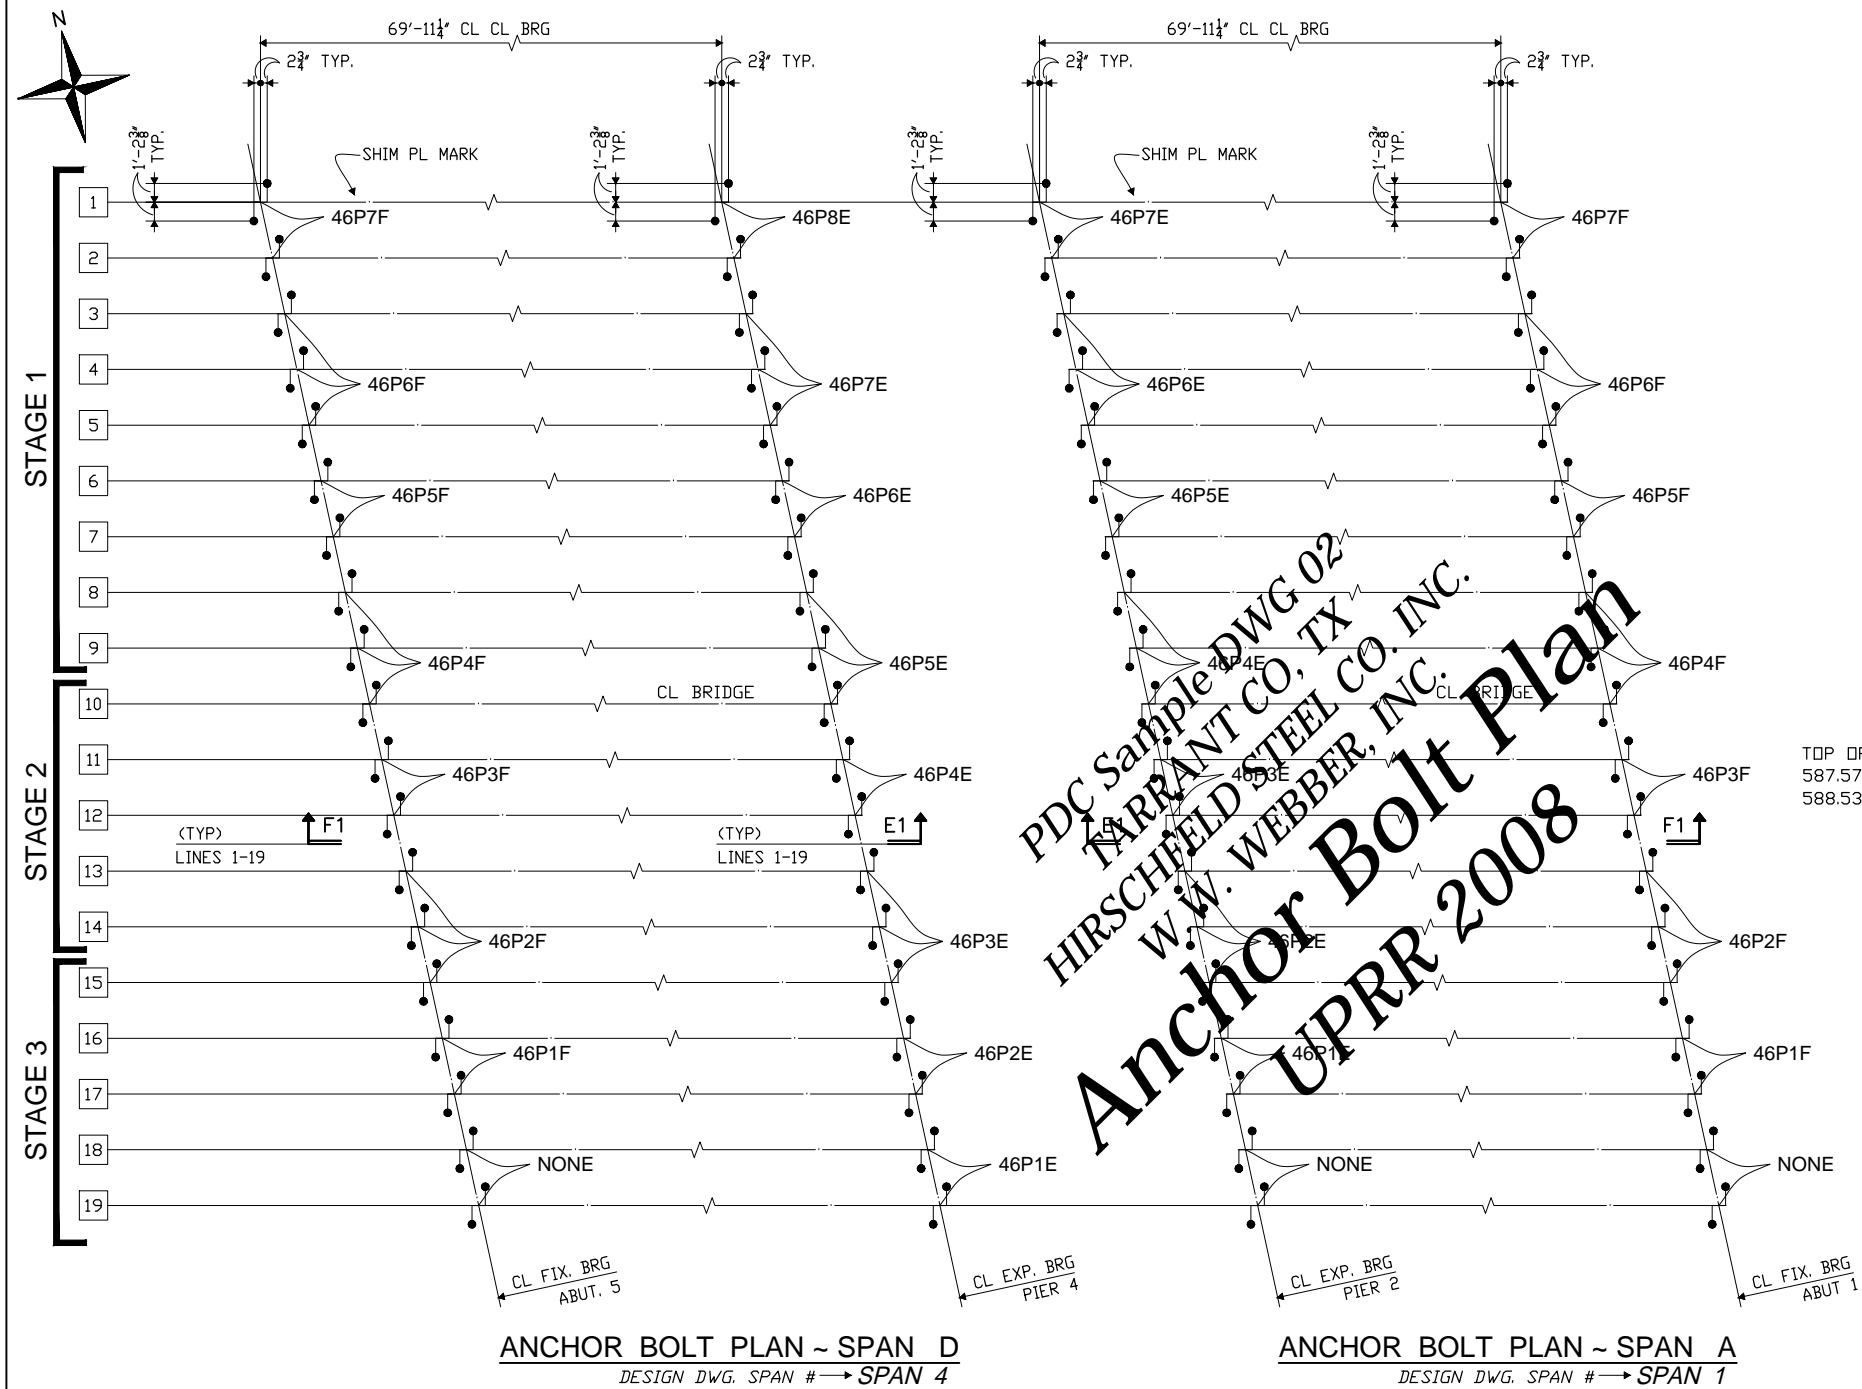 N
69'-11¼" CL CL BRG
69'-11¼" CL CL BRG
2¾" TYP.
2¾" TYP.
2¾" TYP.
2¾" TYP.
1'-2⅜" TYP.
1'-2⅜" TYP.
1'-2⅜" TYP.
1'-2⅜" TYP.
SHIM PL MARK
SHIM PL MARK
STAGE 1
1
46P7F
46P8E
46P7E
46P7F
2
3
4
46P6F
46P7E
46P6E
46P6F
5
6
46P5F
46P6E
46P5E
46P5F
7
8
9
46P4F
46P5E
46P4E
46P4F
STAGE 2
10
CL BRIDGE
CL BRIDGE
11
46P3F
46P4E
46P3E
46P3F
TOP OF
587.57
588.53
12
(TYP)
LINES 1-19
F1
(TYP)
LINES 1-19
E1
E1
F1
13
14
46P2F
46P3E
46P2E
46P2F
STAGE 3
15
16
46P1F
46P2E
46P1E
46P1F
17
18
NONE
46P1E
NONE
NONE
19
CL FIX. BRG
ABUT. 5
CL EXP. BRG
PIER 4
CL EXP. BRG
PIER 2
CL FIX. BRG
ABUT 1
PDC Sample DWG 02
TARRANT CO, TX
HIRSCHFELD STEEL CO. INC.
W.W. WEBBER, INC.
Anchor Bolt Plan
UPRR 2008
ANCHOR BOLT PLAN ~ SPAN D
DESIGN DWG. SPAN # → SPAN 4
ANCHOR BOLT PLAN ~ SPAN A
DESIGN DWG. SPAN # → SPAN 1